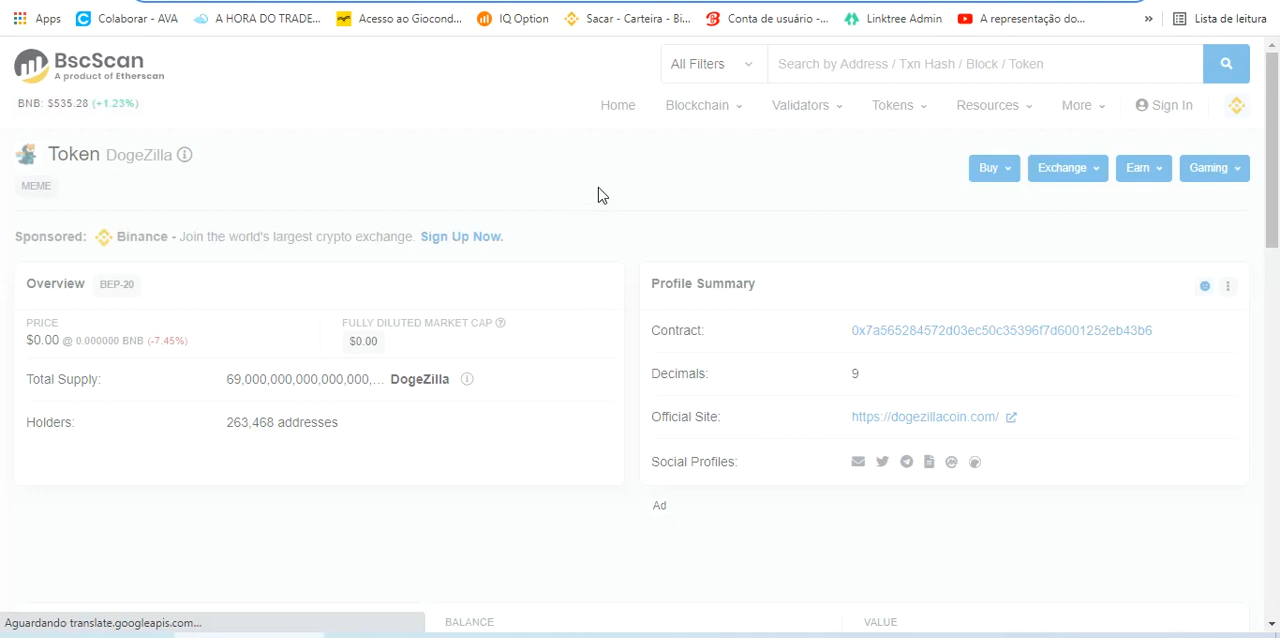 Apps Colaborar - AVA A HORA DO TRADE... Acesso ao Giocond... IQ Option Sacar - Carteira - Bi... Conta de usuário -... Linktree Admin A representação do... » Lista de leitura
BscScan
A product of Etherscan
All Filters Search by Address / Txn Hash / Block / Token
BNB: $535.28 (+1.23%)
Home Blockchain Validators Tokens Resources More Sign In
Token DogeZilla
Buy Exchange Earn Gaming
MEME
Sponsored: Binance - Join the world's largest crypto exchange. Sign Up Now.
Overview BEP-20
PRICE FULLY DILUTED MARKET CAP
$0.00 @ 0.000000 BNB (-7.45%) $0.00
Total Supply: 69,000,000,000,000,000,... DogeZilla
Holders: 263,468 addresses
Profile Summary
Contract: 0x7a565284572d03ec50c35396f7d6001252eb43b6
Decimals: 9
Official Site: https://dogezillacoin.com/
Social Profiles:
Ad
BALANCE VALUE
Aguardando translate.googleapis.com...